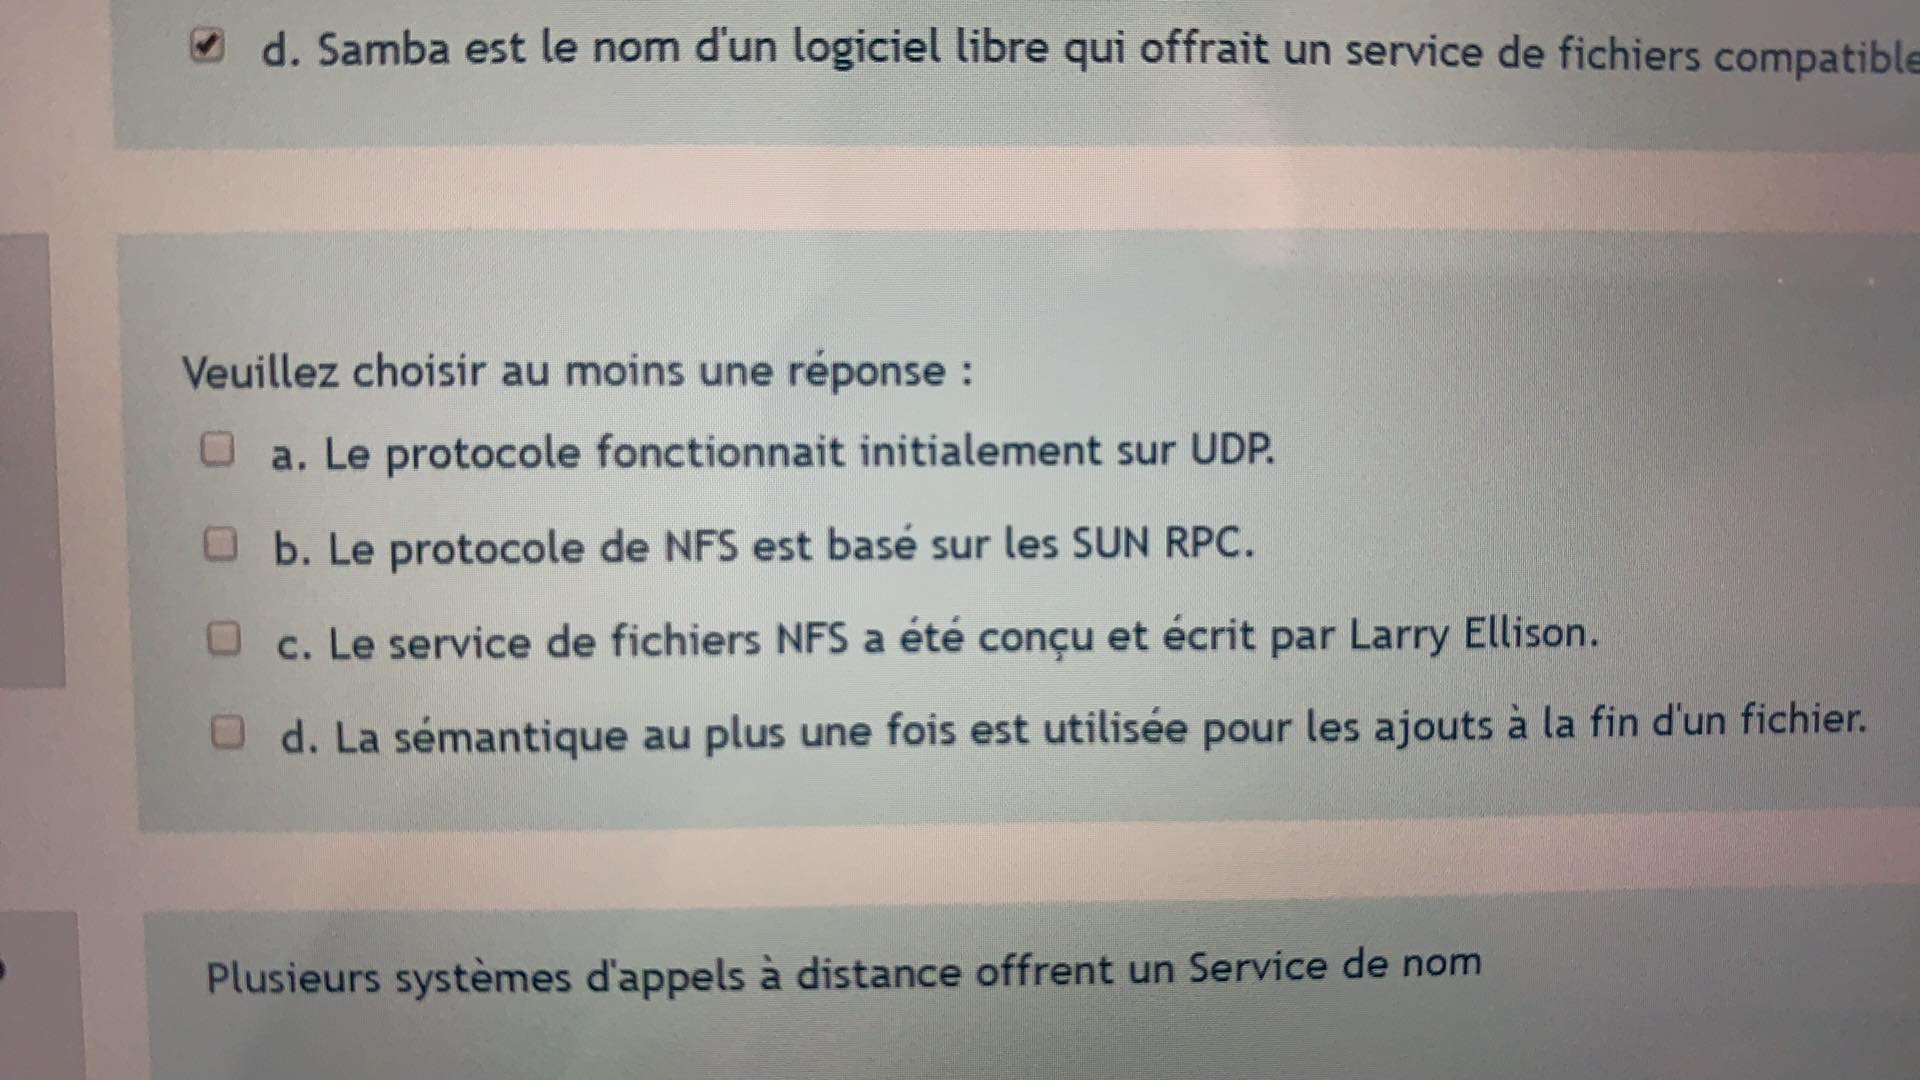 d. Samba est le nom d'un logiciel libre qui offrait un service de fichiers compatible
Veuillez choisir au moins une réponse :
a. Le protocole fonctionnait initialement sur UDP.
b. Le protocole de NFS est basé sur les SUN RPC.
c. Le service de fichiers NFS a été conçu et écrit par Larry Ellison.
d. La sémantique au plus une fois est utilisée pour les ajouts à la fin d'un fichier.
Plusieurs systèmes d'appels à distance offrent un Service de nom